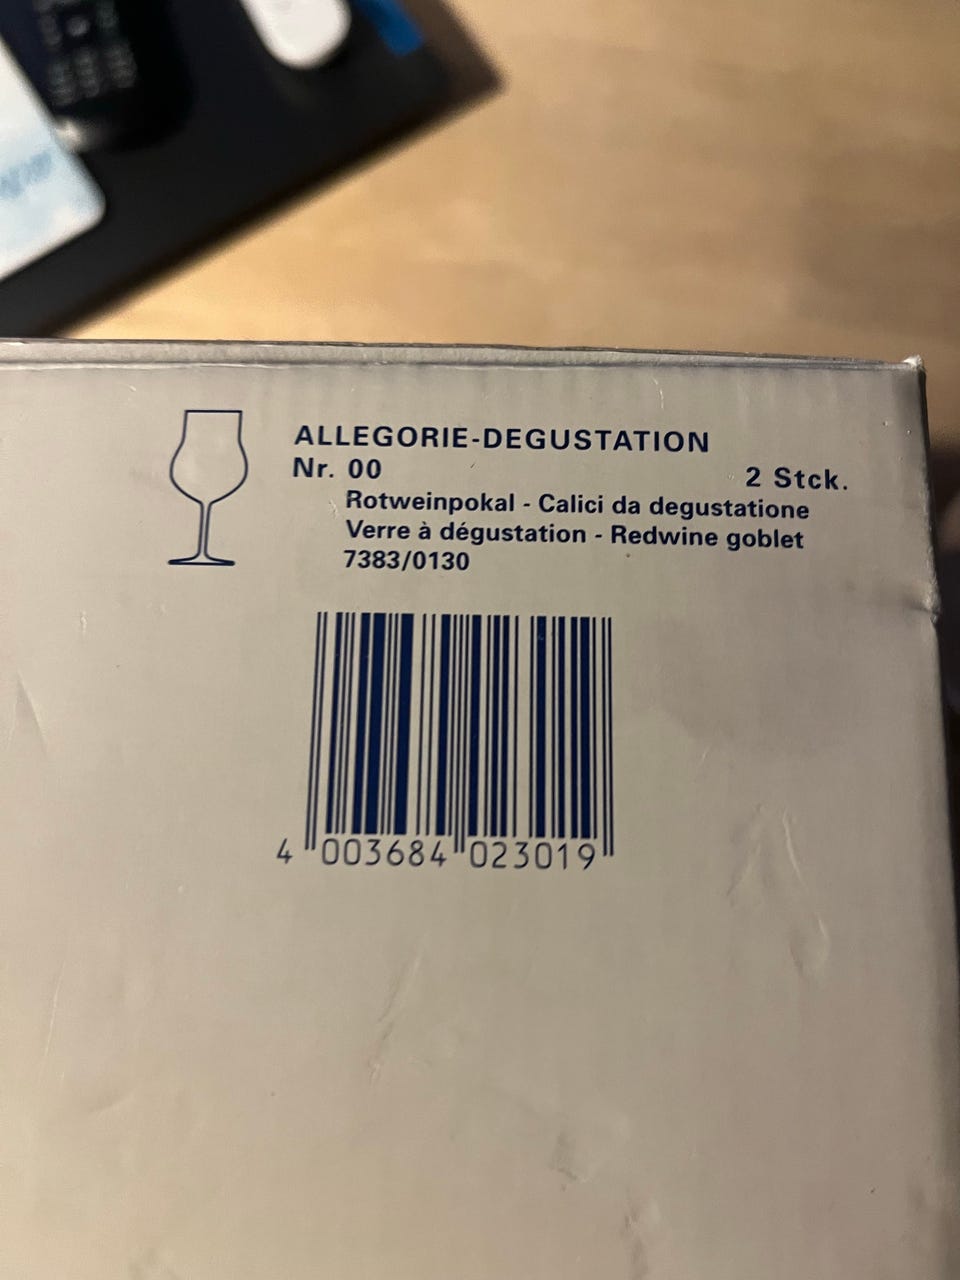 ALLEGORIE-DEGUSTATION
Nr. 00 2 Stck.
Rotweinpokal - Calici da degustatione
Verre à dégustation - Redwine goblet
7383/0130
4 003684 023019